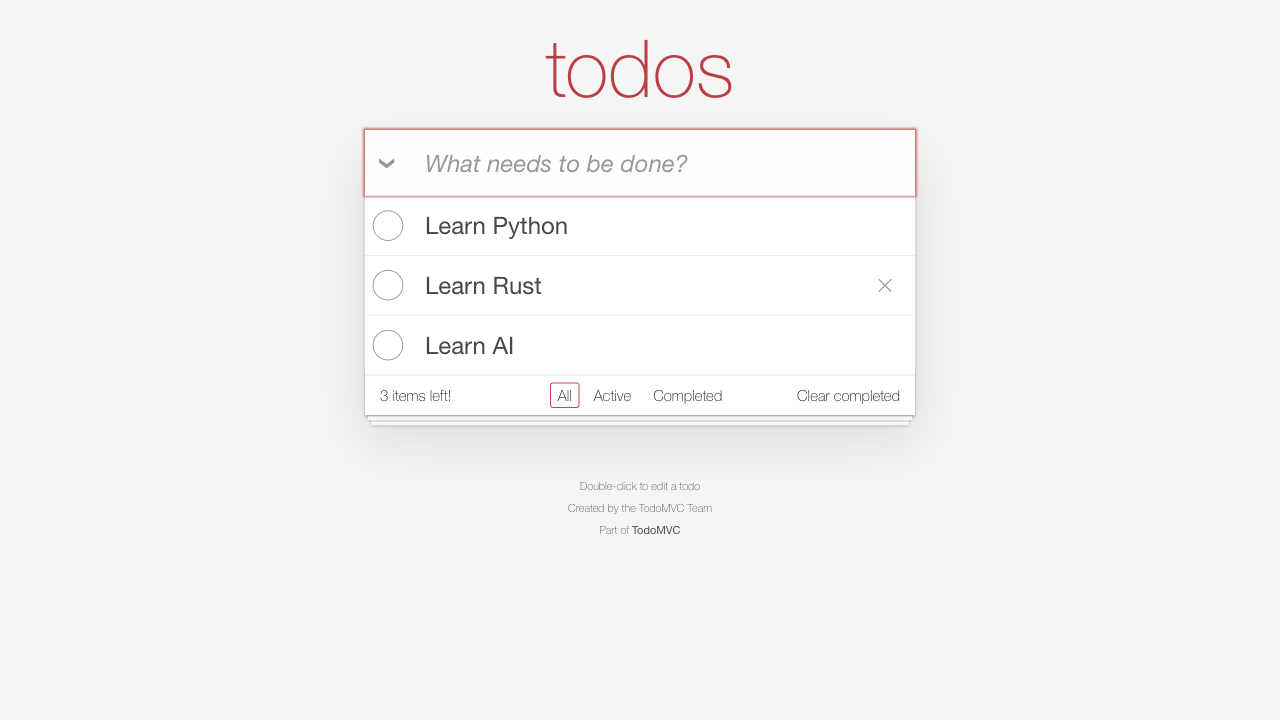 todos
What needs to be done?
Learn Python
Learn Rust
Learn AI
3 items left! All Active Completed Clear completed
Double-click to edit a todo
Created by the TodoMVC Team
Part of TodoMVC